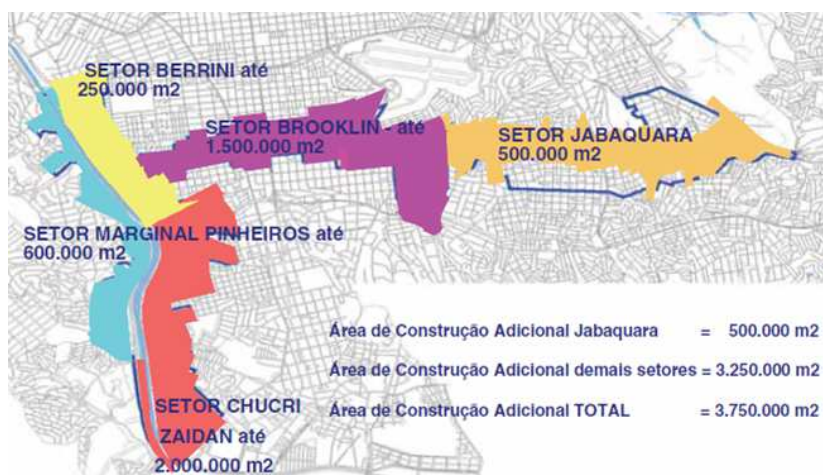 SETOR BERRINI até
250.000 m2
SETOR BROOKLIN - até
1.500.000 m2
SETOR JABAQUARA
500.000 m2
SETOR MARGINAL PINHEIROS até
600.000 m2
Área de Construção Adicional Jabaquara = 500.000 m2
Área de Construção Adicional demais setores = 3.250.000 m2
Área de Construção Adicional TOTAL = 3.750.000 m2
SETOR CHUCRI
ZAIDAN até
2.000.000 m2